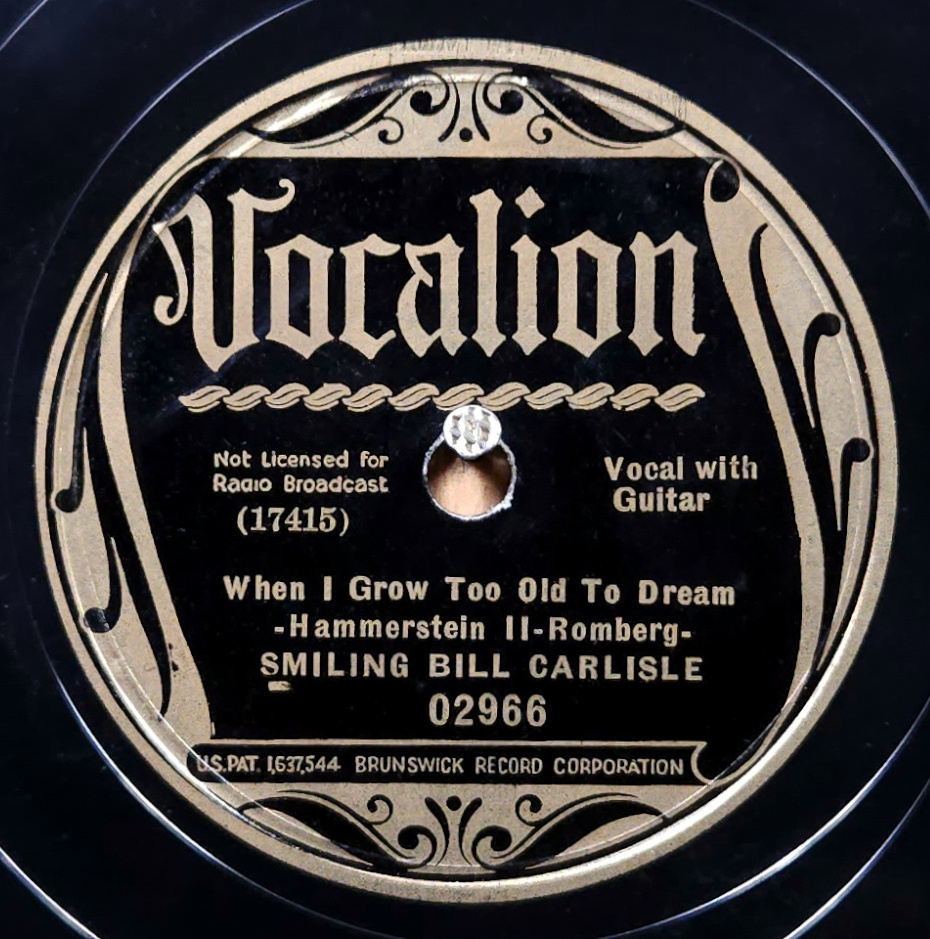 Vocalion
Not Licensed for
Radio Broadcast
(17415)
Vocal with
Guitar
When I Grow Too Old To Dream
-Hammerstein II-Romberg-
SMILING BILL CARLISLE
02966
U.S.PAT. 1,637,544 BRUNSWICK RECORD CORPORATION